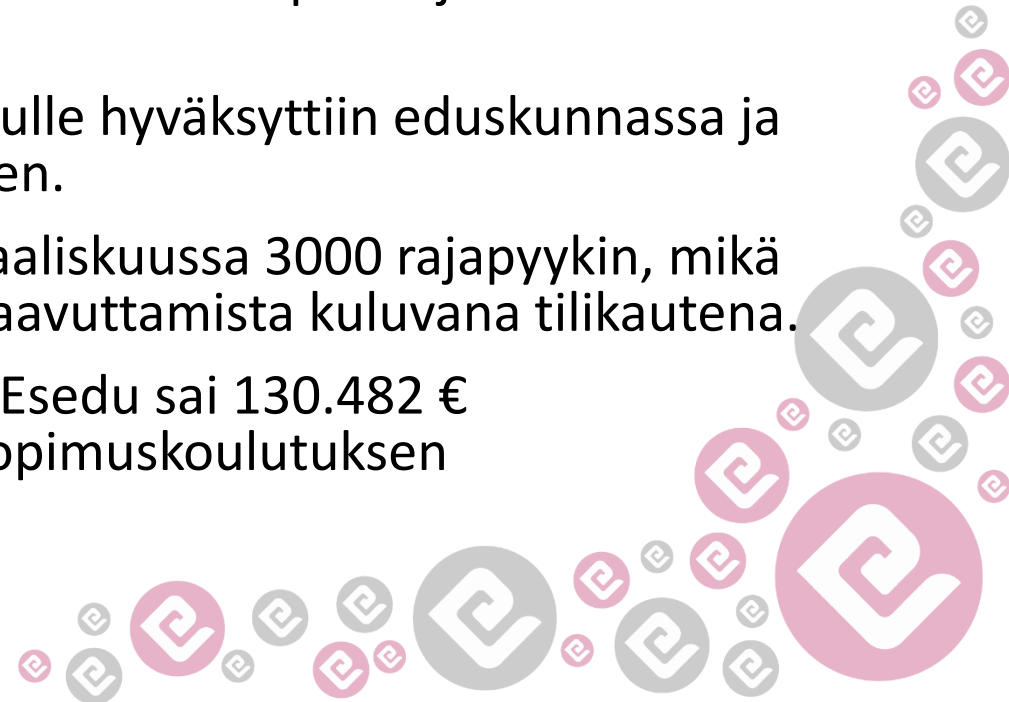 ulle hyväksyttiin eduskunnassa ja
en.
aaliskuussa 3000 rajapyykin, mikä
aavuttamista kuluvana tilikautena.
Esedu sai 130.482 €
opimuskoulutuksen